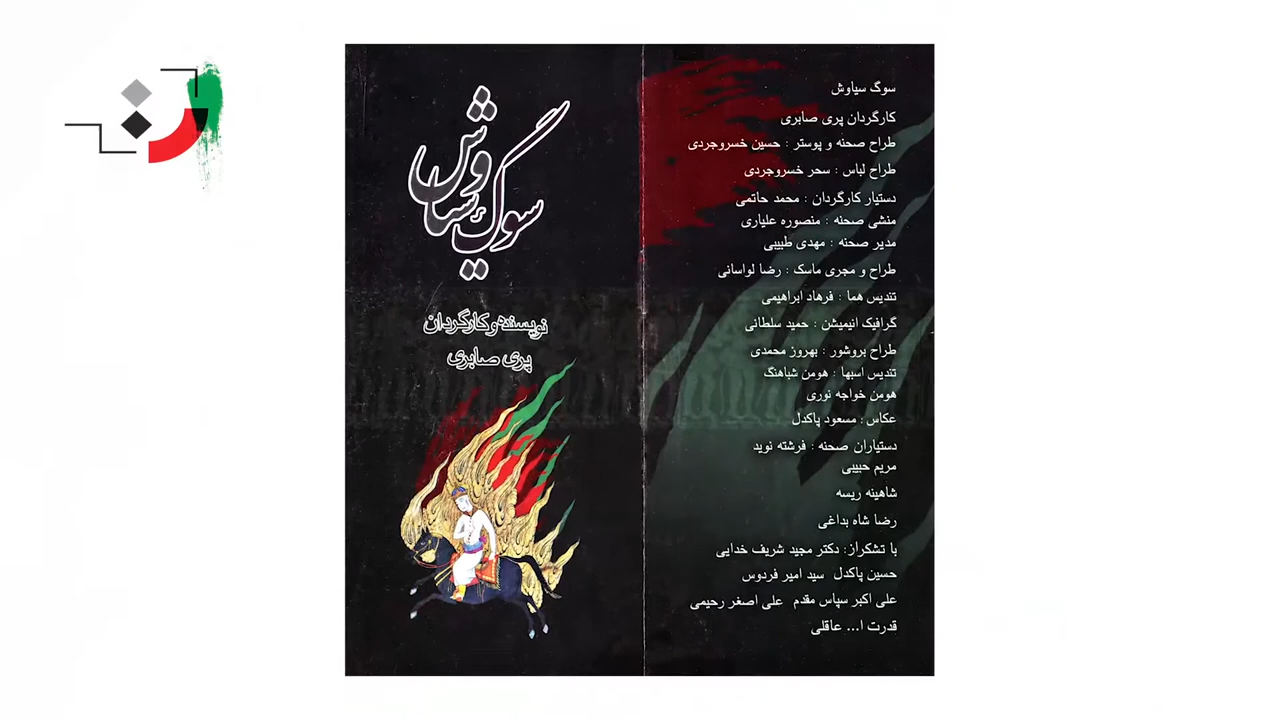 سوگ سیاوش
نویسنده و کارگردان
پری صابری
سوگ سیاوش
کارگردان پری صابری
طراح صحنه و پوستر : حسین خسروجردی
طراح لباس : سحر خسروجردی
دستیار کارگردان : محمد حاتمی
منشی صحنه : منصوره علیاری
مدیر صحنه : مهدی طبیبی
طراح و مجری ماسک : رضا لواسانی
تندیس هما : فرهاد ابراهیمی
گرافیک انیمیشن : حمید سلطانی
طراح بروشور : بهروز محمدی
تندیس اسبها : هومن شباهنگ
هومن خواجه نوری
عکاس : مسعود پاکدل
دستیاران صحنه : فرشته نوید
مریم حبیبی
شاهینه ریسه
رضا شاه بداغی
با تشکراز: دکتر مجید شریف خدایی
حسین پاکدل سید امیر فردوس
علی اکبر سپاس مقدم علی اصغر رحیمی
قدرت ا... عاقلی